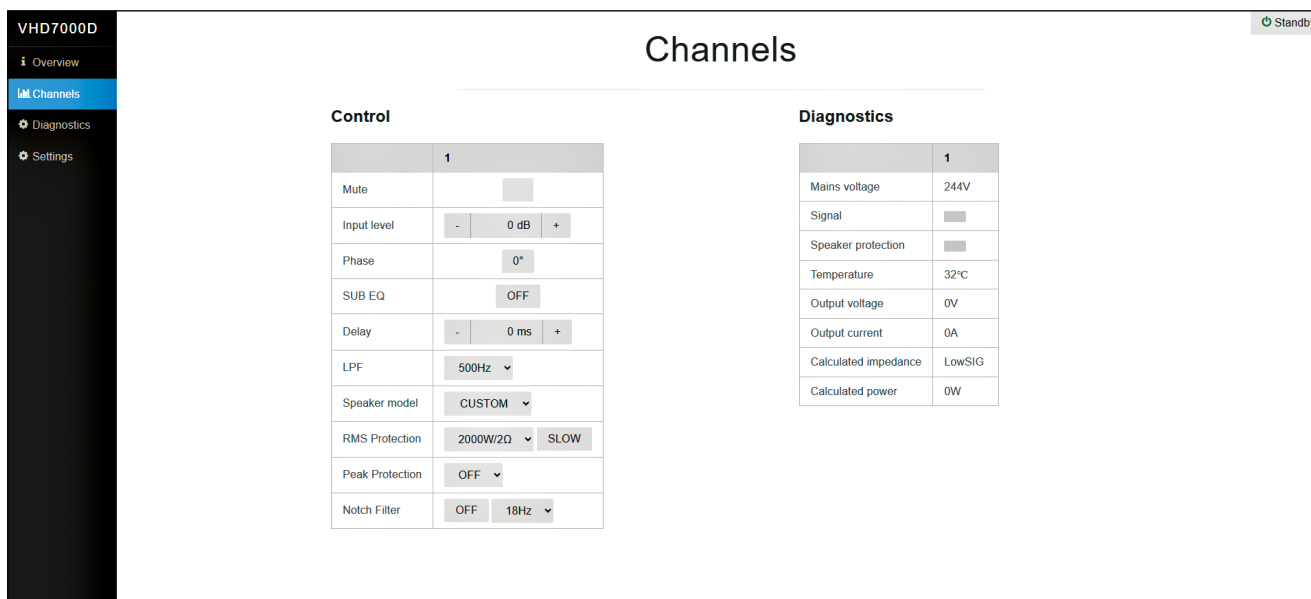 VHD7000D
Overview
Channels
Diagnostics
Settings
Standby
Channels
Control
1
Mute
Input level - 0 dB +
Phase 0°
SUB EQ OFF
Delay - 0 ms +
LPF 500Hz
Speaker model CUSTOM
RMS Protection 2000W/2Ω SLOW
Peak Protection OFF
Notch Filter OFF 18Hz
Diagnostics
1
Mains voltage 244V
Signal
Speaker protection
Temperature 32℃
Output voltage 0V
Output current 0A
Calculated impedance LowSIG
Calculated power 0W